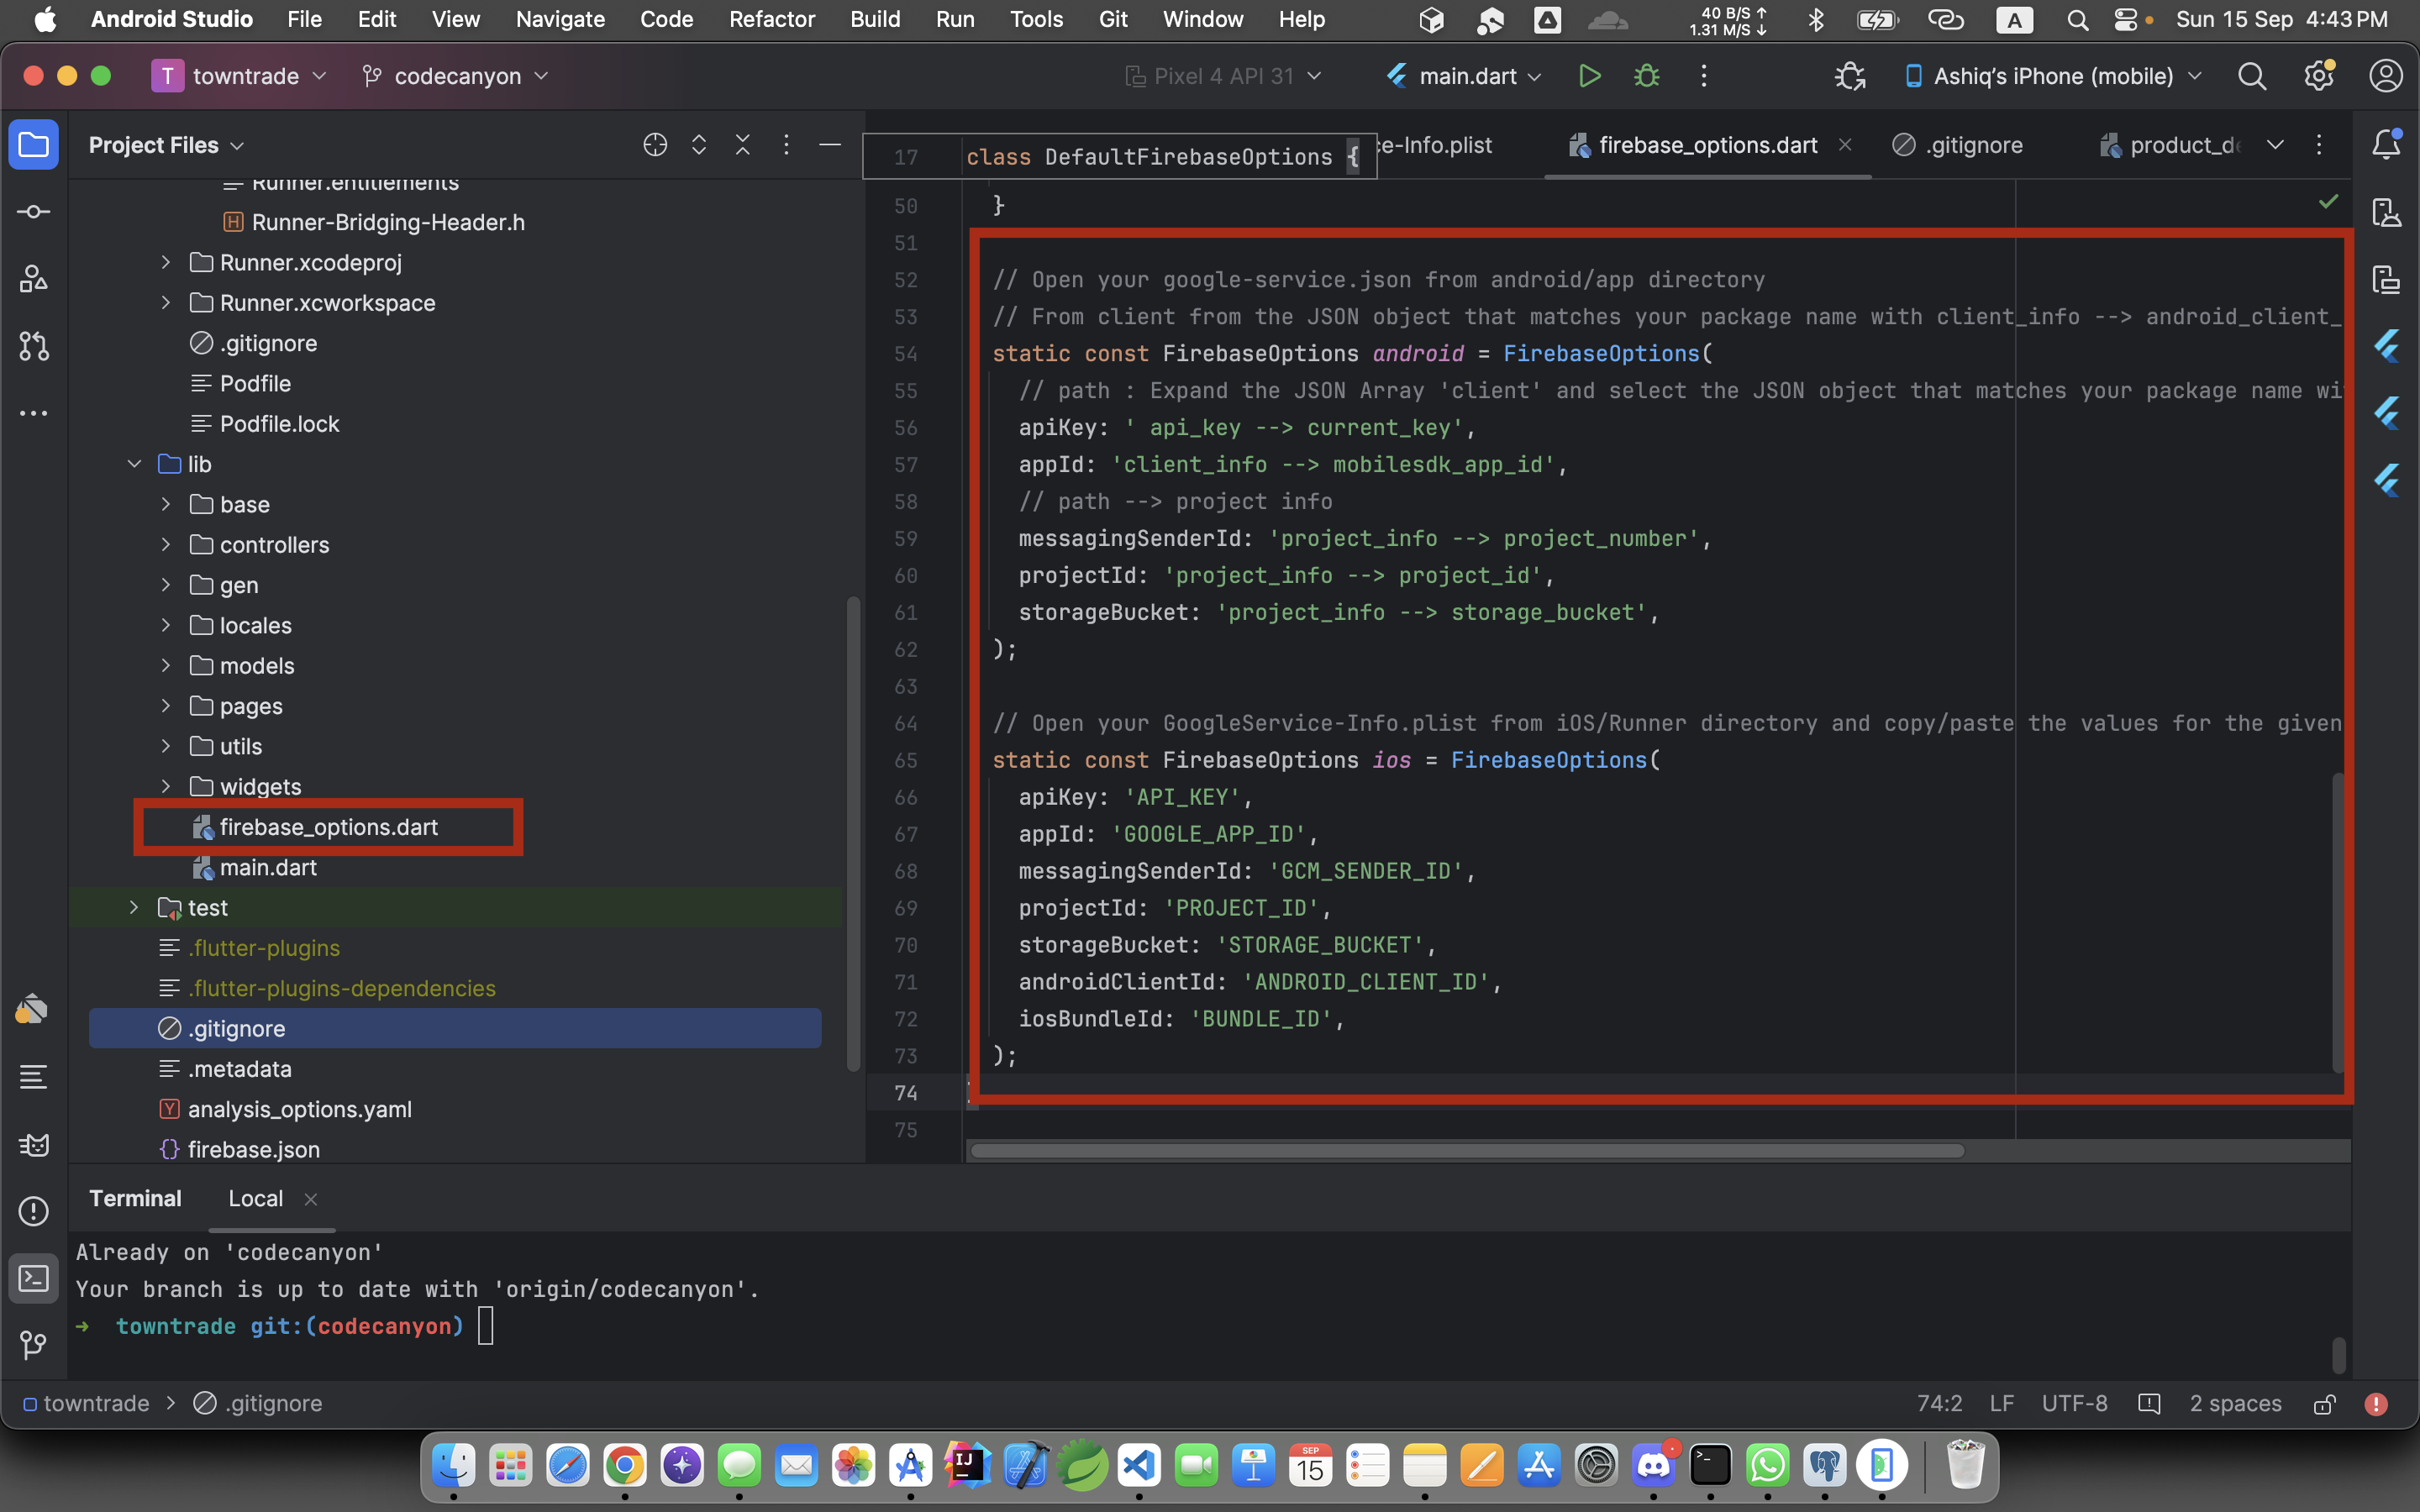 Android Studio File Edit View Navigate Code Refactor Build Run Tools Git Window Help 40 B/S ↑ 1.31 M/S ↓ A Sun 15 Sep 4:43 PM
T towntrade codecanyon Pixel 4 API 31 main.dart Ashiq's iPhone (mobile)
Project Files
17 class DefaultFirebaseOptions {
ce-Info.plist firebase_options.dart .gitignore product_de
Runner.entitlements
Runner-Bridging-Header.h
Runner.xcodeproj
Runner.xcworkspace
.gitignore
Podfile
Podfile.lock
lib
base
controllers
gen
locales
models
pages
utils
widgets
firebase_options.dart
main.dart
test
.flutter-plugins
.flutter-plugins-dependencies
.gitignore
.metadata
analysis_options.yaml
firebase.json
50 }
51
52 // Open your google-service.json from android/app directory
53 // From client from the JSON object that matches your package name with client_info --> android_client_
54 static const FirebaseOptions android = FirebaseOptions(
55 // path : Expand the JSON Array 'client' and select the JSON object that matches your package name wi
56 apiKey: ' api_key --> current_key',
57 appId: 'client_info --> mobilesdk_app_id',
58 // path --> project info
59 messagingSenderId: 'project_info --> project_number',
60 projectId: 'project_info --> project_id',
61 storageBucket: 'project_info --> storage_bucket',
62 );
63
64 // Open your GoogleService-Info.plist from iOS/Runner directory and copy/paste the values for the given
65 static const FirebaseOptions ios = FirebaseOptions(
66 apiKey: 'API_KEY',
67 appId: 'GOOGLE_APP_ID',
68 messagingSenderId: 'GCM_SENDER_ID',
69 projectId: 'PROJECT_ID',
70 storageBucket: 'STORAGE_BUCKET',
71 androidClientId: 'ANDROID_CLIENT_ID',
72 iosBundleId: 'BUNDLE_ID',
73 );
74
75
Terminal Local
Already on 'codecanyon'
Your branch is up to date with 'origin/codecanyon'.
➜ towntrade git:(codecanyon)
towntrade > .gitignore 74:2 LF UTF-8 2 spaces
IJ
SEP
15